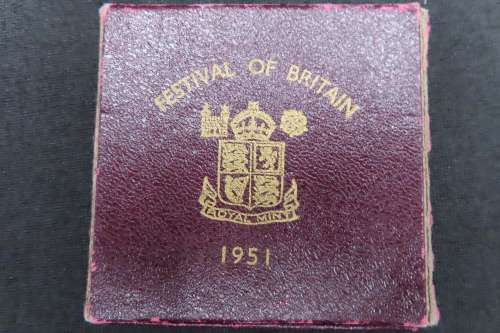 FESTIVAL OF BRITAIN
ROYAL MINT
1951